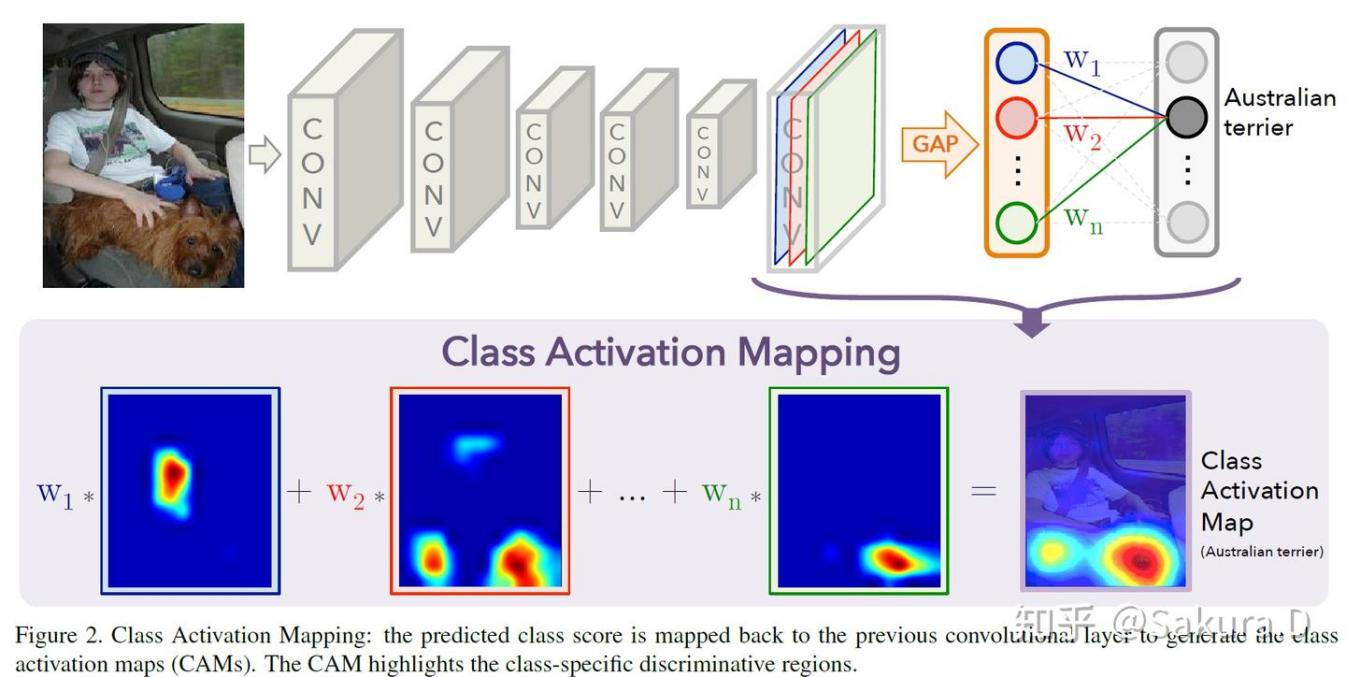 CONV
CONV
CONV
CONV
CONV
CONV
GAP
w1
w2
⋮
wn
⋮
Australian
terrier
Class Activation Mapping
w1 * + w2 * + ... + wn * =
Class
Activation
Map
(Australian terrier)
知乎 @Sakura D
Figure 2. Class Activation Mapping: the predicted class score is mapped back to the previous convolutional layer to generate the class
activation maps (CAMs). The CAM highlights the class-specific discriminative regions.